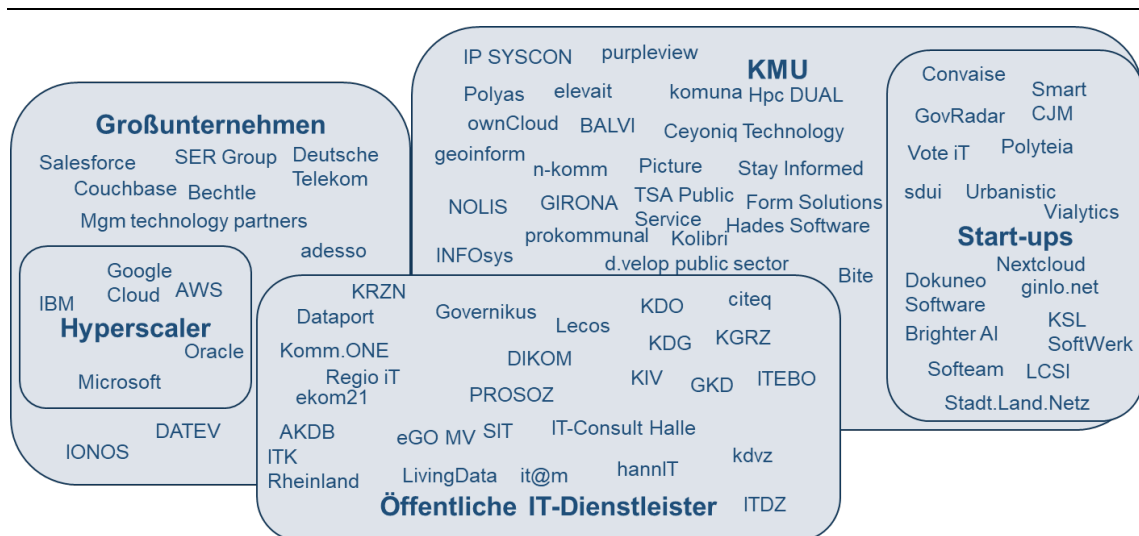 Großunternehmen
Salesforce
SER Group
Deutsche
Telekom
Couchbase
Bechtle
Mgm technology partners
adesso
Google
Cloud
AWS
IBM
Hyperscaler
Oracle
Microsoft
DATEV
IONOS
IP SYSCON
purpleview
KMU
Polyas
elevait
komuna
Hpc DUAL
ownCloud
BALVI
Ceyoniq Technology
geoinform
n-komm
Picture
Stay Informed
NOLIS
GIRONA
TSA Public
Service
Form Solutions
Hades Software
prokommunal
Kolibri
INFOsys
d.velop public sector
Bite
Convaise
Smart
CJM
GovRadar
Vote iT
Polyteia
sdui
Urbanistic
Vialytics
Start-ups
Nextcloud
Dokuneo
Software
ginlo.net
Brighter AI
KSL
SoftWerk
Softeam
LCSI
Stadt.Land.Netz
KRZN
Dataport
Governikus
KDO
citeq
Lecos
Komm.ONE
DIKOM
KDG
KGRZ
Regio iT
ekom21
PROSOZ
KIV
GKD
ITEBO
AKDB
eGO MV
SIT
IT-Consult Halle
ITK
Rheinland
LivingData
it@m
hannIT
kdvz
Öffentliche IT-Dienstleister
ITDZ